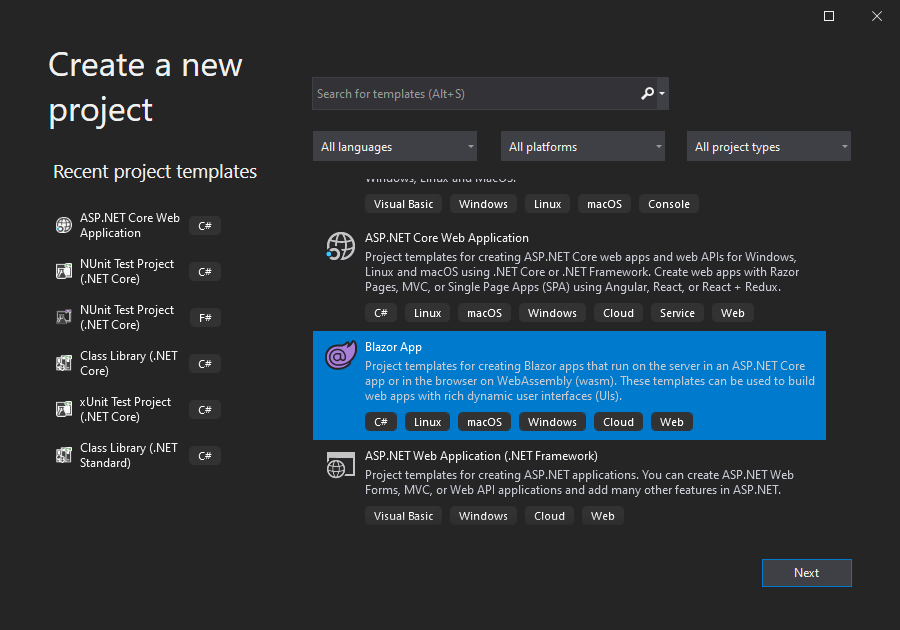 Create a new
project
Search for templates (Alt+S)
All languages
All platforms
All project types
Recent project templates
ASP.NET Core Web
Application
C#
NUnit Test Project
(.NET Core)
C#
NUnit Test Project
(.NET Core)
F#
Class Library (.NET
Core)
C#
xUnit Test Project
(.NET Core)
C#
Class Library (.NET
Standard)
C#
Windows, Linux and MacOS.
Visual Basic Windows Linux macOS Console
ASP.NET Core Web Application
Project templates for creating ASP.NET Core web apps and web APIs for Windows,
Linux and macOS using .NET Core or .NET Framework. Create web apps with Razor
Pages, MVC, or Single Page Apps (SPA) using Angular, React, or React + Redux.
C# Linux macOS Windows Cloud Service Web
Blazor App
Project templates for creating Blazor apps that run on the server in an ASP.NET Core
app or in the browser on WebAssembly (wasm). These templates can be used to build
web apps with rich dynamic user interfaces (UIs).
C# Linux macOS Windows Cloud Web
ASP.NET Web Application (.NET Framework)
Project templates for creating ASP.NET applications. You can create ASP.NET Web
Forms, MVC, or Web API applications and add many other features in ASP.NET.
Visual Basic Windows Cloud Web
Next